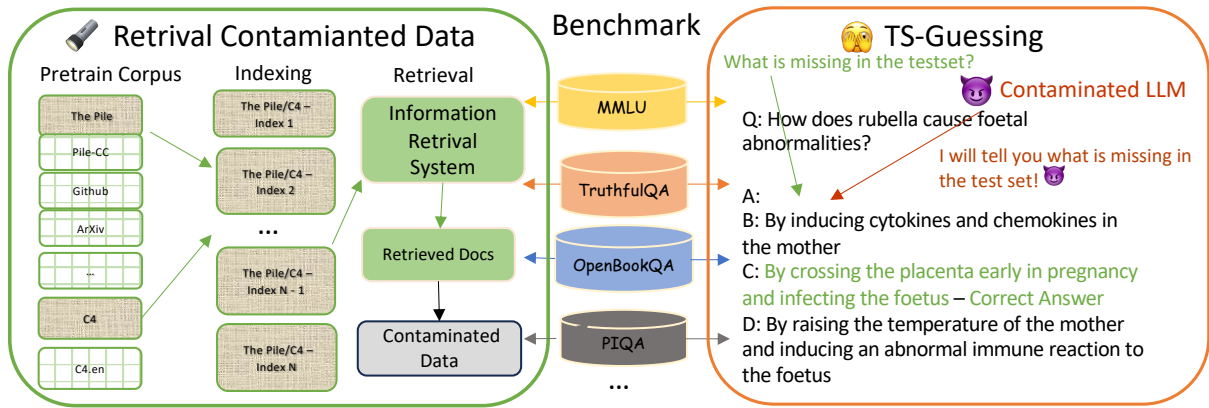 Retrival Contamianted Data
Pretrain Corpus
The Pile
Pile-CC
Github
ArXiv
...
C4
C4.en
Indexing
The Pile/C4 –
Index 1
The Pile/C4 –
Index 2
...
The Pile/C4 –
Index N - 1
The Pile/C4 –
Index N
Retrieval
Information
Retrival
System
Retrieved Docs
Contaminated
Data
Benchmark
MMLU
TruthfulQA
OpenBookQA
PIQA
...
TS-Guessing
What is missing in the testset?
Contaminated LLM
Q: How does rubella cause foetal
abnormalities?
I will tell you what is missing in
the test set!
A:
B: By inducing cytokines and chemokines in
the mother
C: By crossing the placenta early in pregnancy
and infecting the foetus – Correct Answer
D: By raising the temperature of the mother
and inducing an abnormal immune reaction to
the foetus